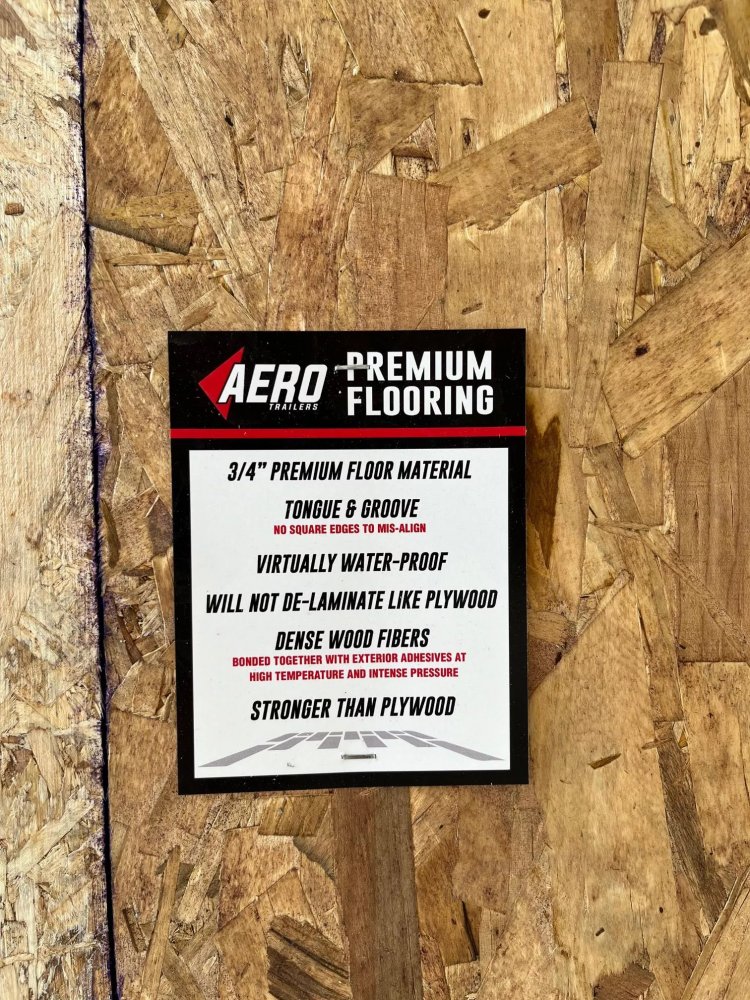 AERO
TRAILERS
PREMIUM
FLOORING
3/4” PREMIUM FLOOR MATERIAL
TONGUE & GROOVE
NO SQUARE EDGES TO MIS-ALIGN
VIRTUALLY WATER-PROOF
WILL NOT DE-LAMINATE LIKE PLYWOOD
DENSE WOOD FIBERS
BONDED TOGETHER WITH EXTERIOR ADHESIVES AT
HIGH TEMPERATURE AND INTENSE PRESSURE
STRONGER THAN PLYWOOD